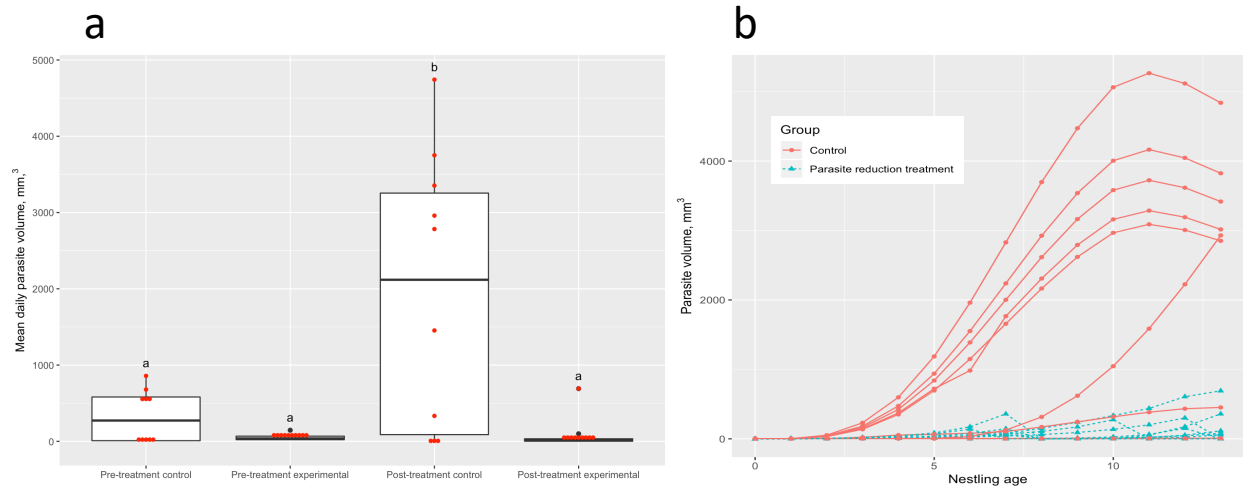 a
b
5000
4000
3000
2000
1000
0
Mean daily parasite volume, mm,3
a
a
b
a
Pre-treatment control
Pre-treatment experimental
Post-treatment control
Post-treatment experimental
Parasite volume, mm3
4000
2000
0
Group
Control
Parasite reduction treatment
0
5
10
Nestling age